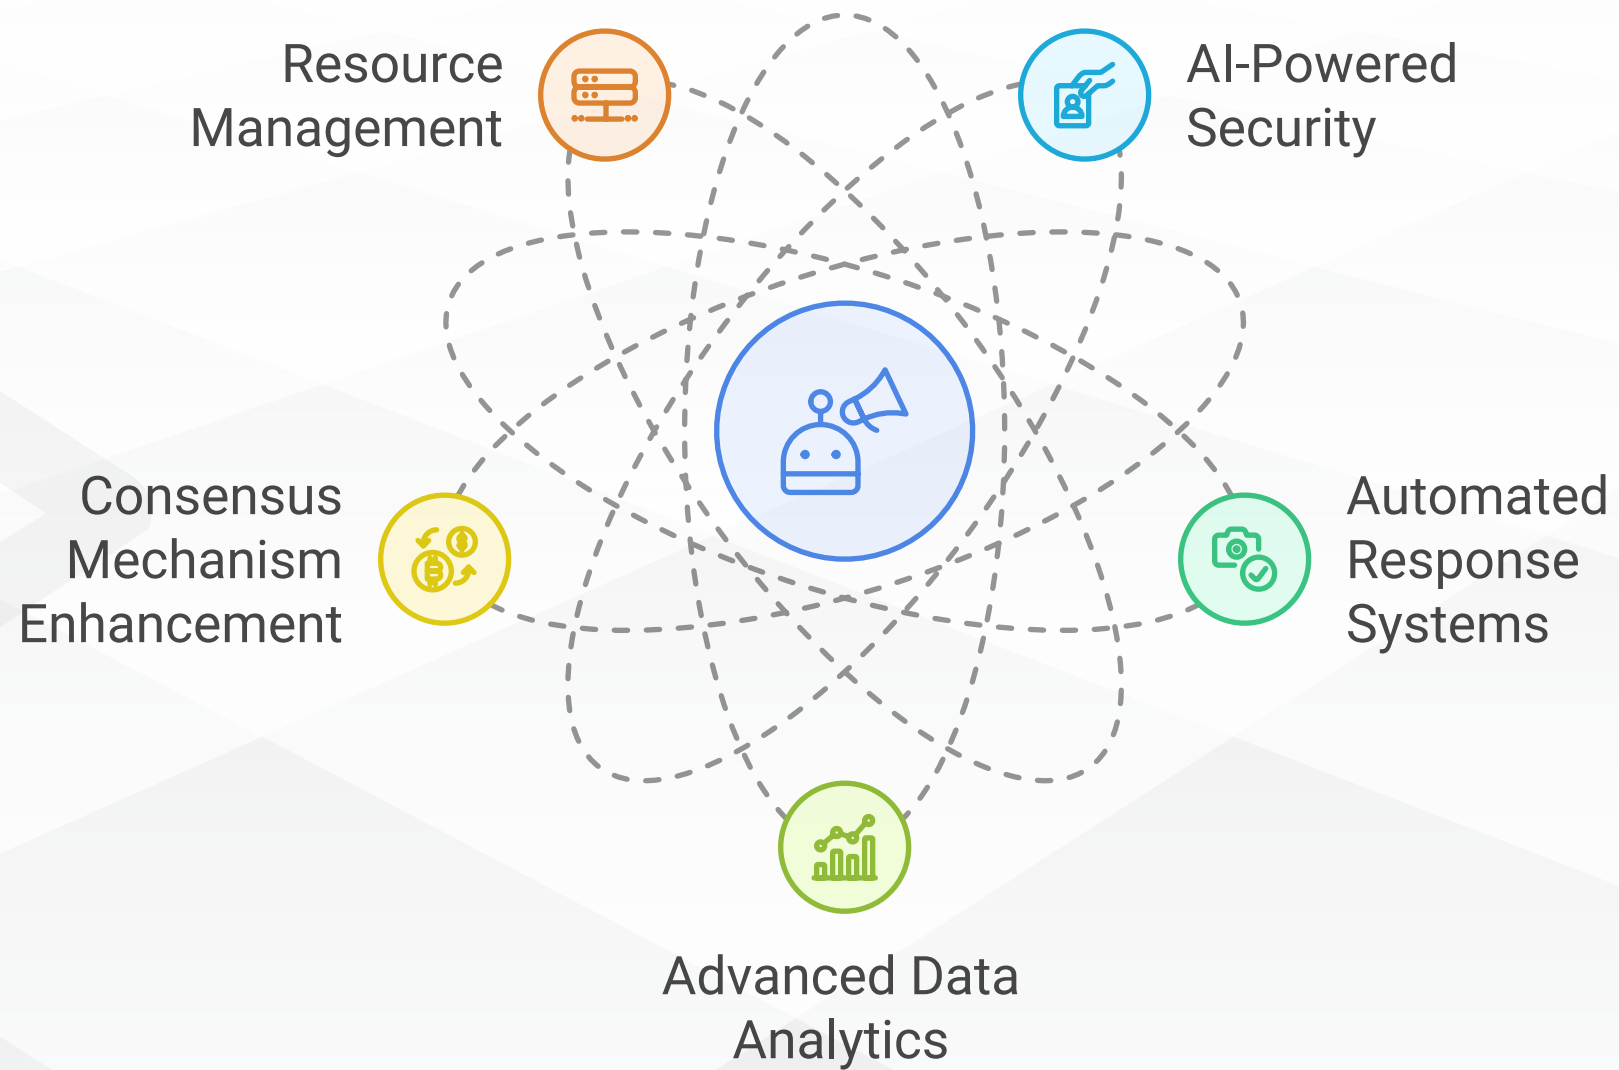 Resource
Management
AI-Powered
Security
Consensus
Mechanism
Enhancement
Automated
Response
Systems
Advanced Data
Analytics